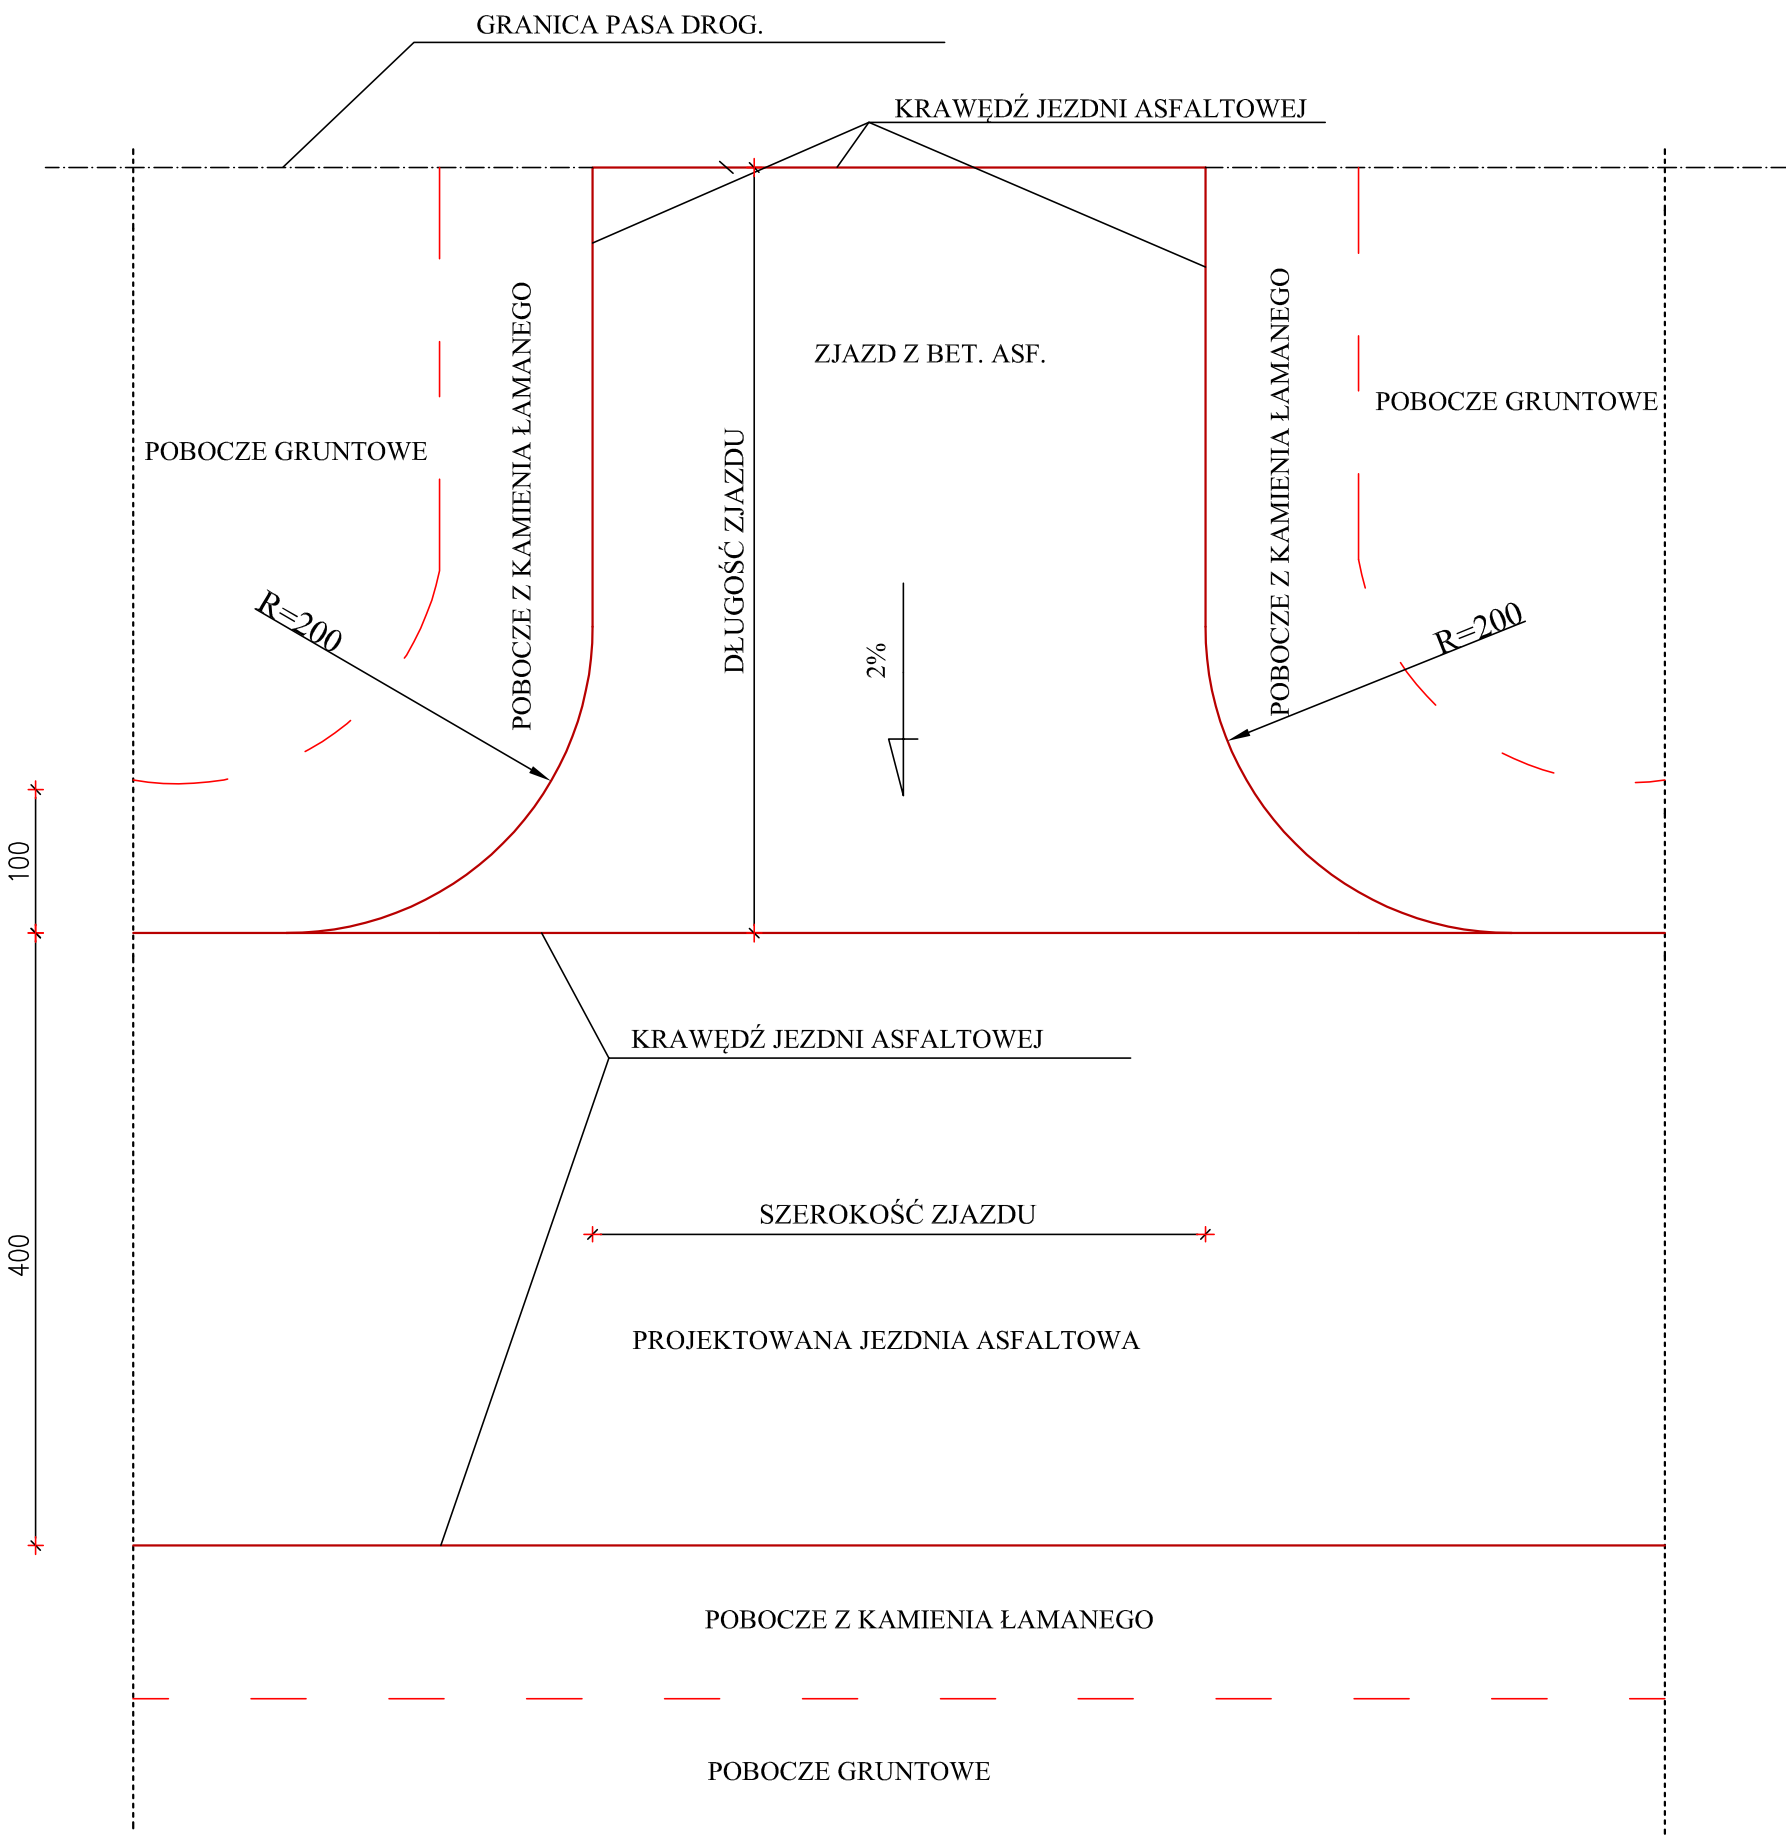 GRANICA PASA DROG.
KRAWĘDŹ JEZDNI ASFALTOWEJ
ZJAZD Z BET. ASF.
POBOCZE GRUNTOWE
POBOCZE GRUNTOWE
POBOCZE Z KAMIENIA ŁAMANEGO
DŁUGOŚĆ ZJAZDU
POBOCZE Z KAMIENIA ŁAMANEGO
R=200
R=200
2%
100
KRAWĘDŹ JEZDNI ASFALTOWEJ
SZEROKOŚĆ ZJAZDU
400
PROJEKTOWANA JEZDNIA ASFALTOWA
POBOCZE Z KAMIENIA ŁAMANEGO
POBOCZE GRUNTOWE